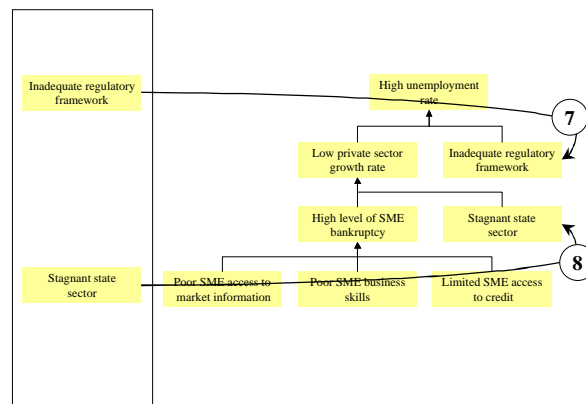 Inadequate regulatory
framework
High unemployment
rate
7
Low private sector
growth rate
Inadequate regulatory
framework
High level of SME
bankruptcy
Stagnant state
sector
8
Stagnant state
sector
Poor SME access to
market information
Poor SME business
skills
Limited SME access
to credit